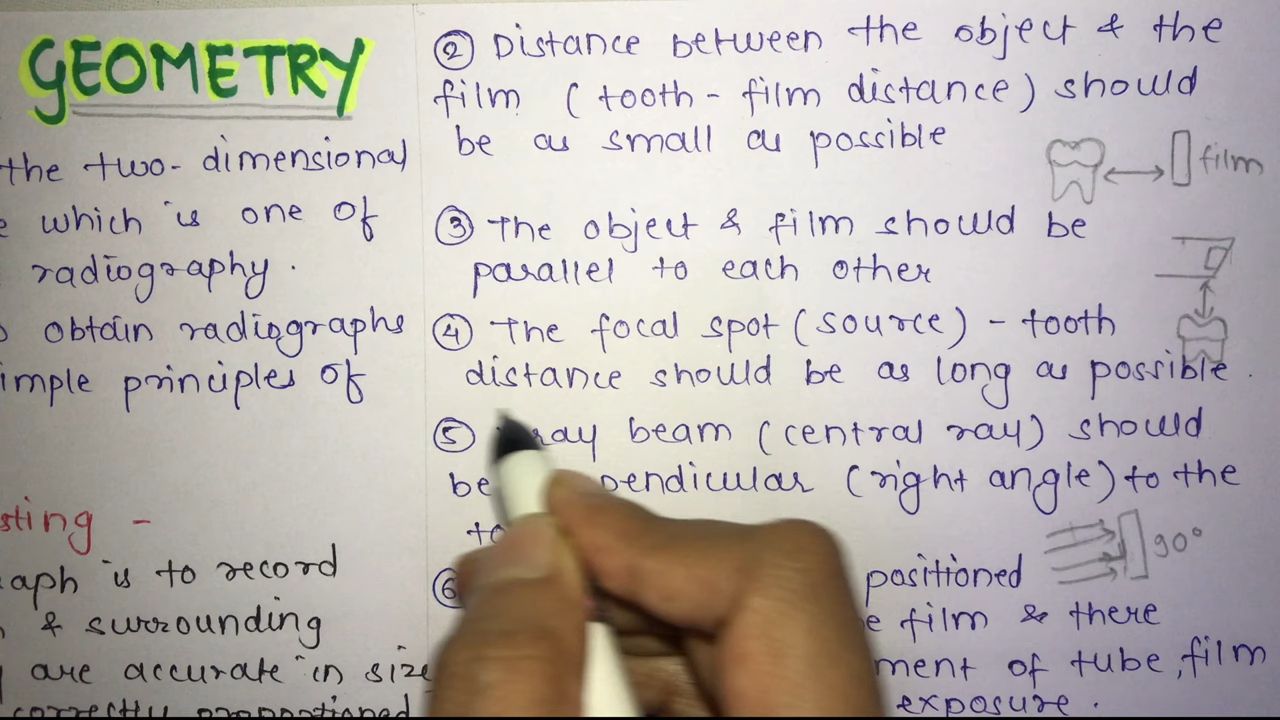 GEOMETRY
the two-dimensional
which is one of
radiography.
obtain radiographs
principles of
sting -
is to record
& surrounding
are accurate in size
correctly proportioned
② Distance between the object & the
film (tooth-film distance) should
be as small as possible
film
③ The object & film should be
parallel to each other
④ The focal spot (source) - tooth
distance should be as long as possible.
⑤ ray beam (central ray) should
be pendicular (right angle) to the
90°
⑥ positioned
film & there
ment of tube, film
exposure.